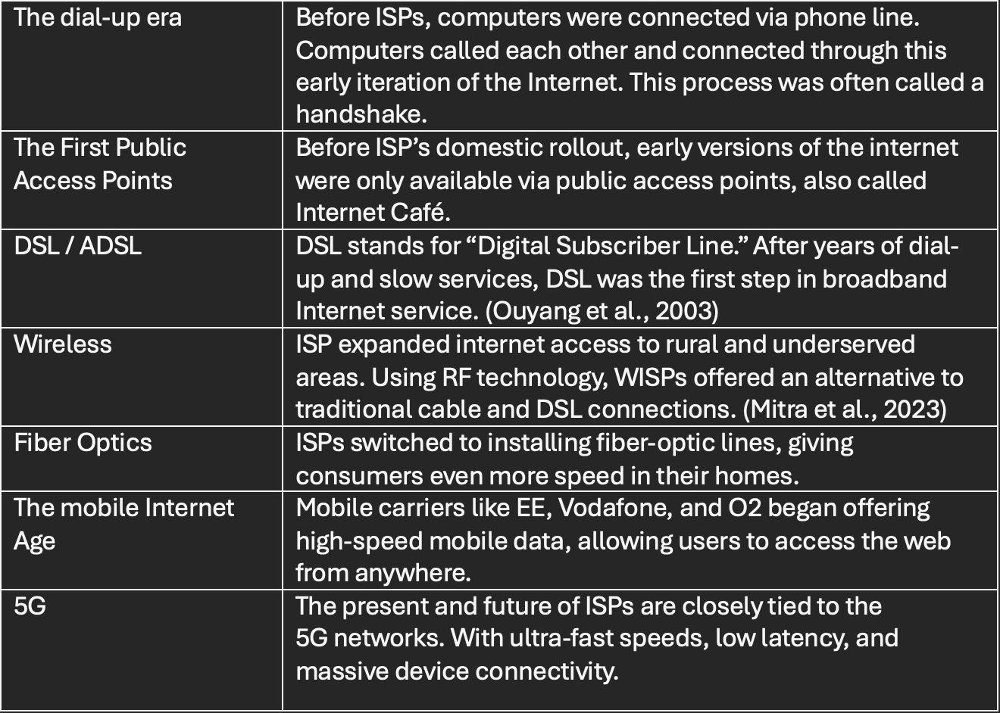 The dial-up era
Before ISPs, computers were connected via phone line.
Computers called each other and connected through this
early iteration of the Internet. This process was often called a
handshake.
The First Public
Access Points
Before ISP’s domestic rollout, early versions of the internet
were only available via public access points, also called
Internet Café.
DSL / ADSL
DSL stands for “Digital Subscriber Line.” After years of dial-
up and slow services, DSL was the first step in broadband
Internet service. (Ouyang et al., 2003)
Wireless
ISP expanded internet access to rural and underserved
areas. Using RF technology, WISPs offered an alternative to
traditional cable and DSL connections. (Mitra et al., 2023)
Fiber Optics
ISPs switched to installing fiber-optic lines, giving
consumers even more speed in their homes.
The mobile Internet
Age
Mobile carriers like EE, Vodafone, and O2 began offering
high-speed mobile data, allowing users to access the web
from anywhere.
5G
The present and future of ISPs are closely tied to the
5G networks. With ultra-fast speeds, low latency, and
massive device connectivity.